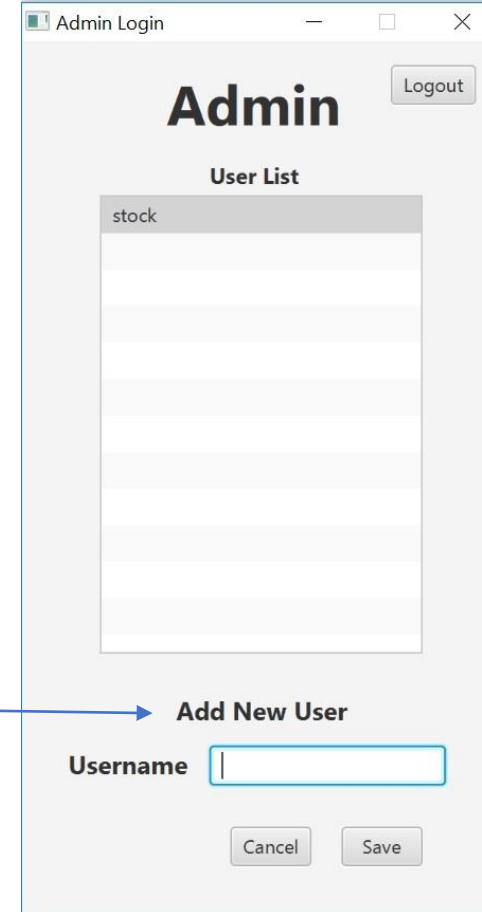 Admin Login
Logout
Admin
User List
stock
Add New User
Username
Cancel
Save